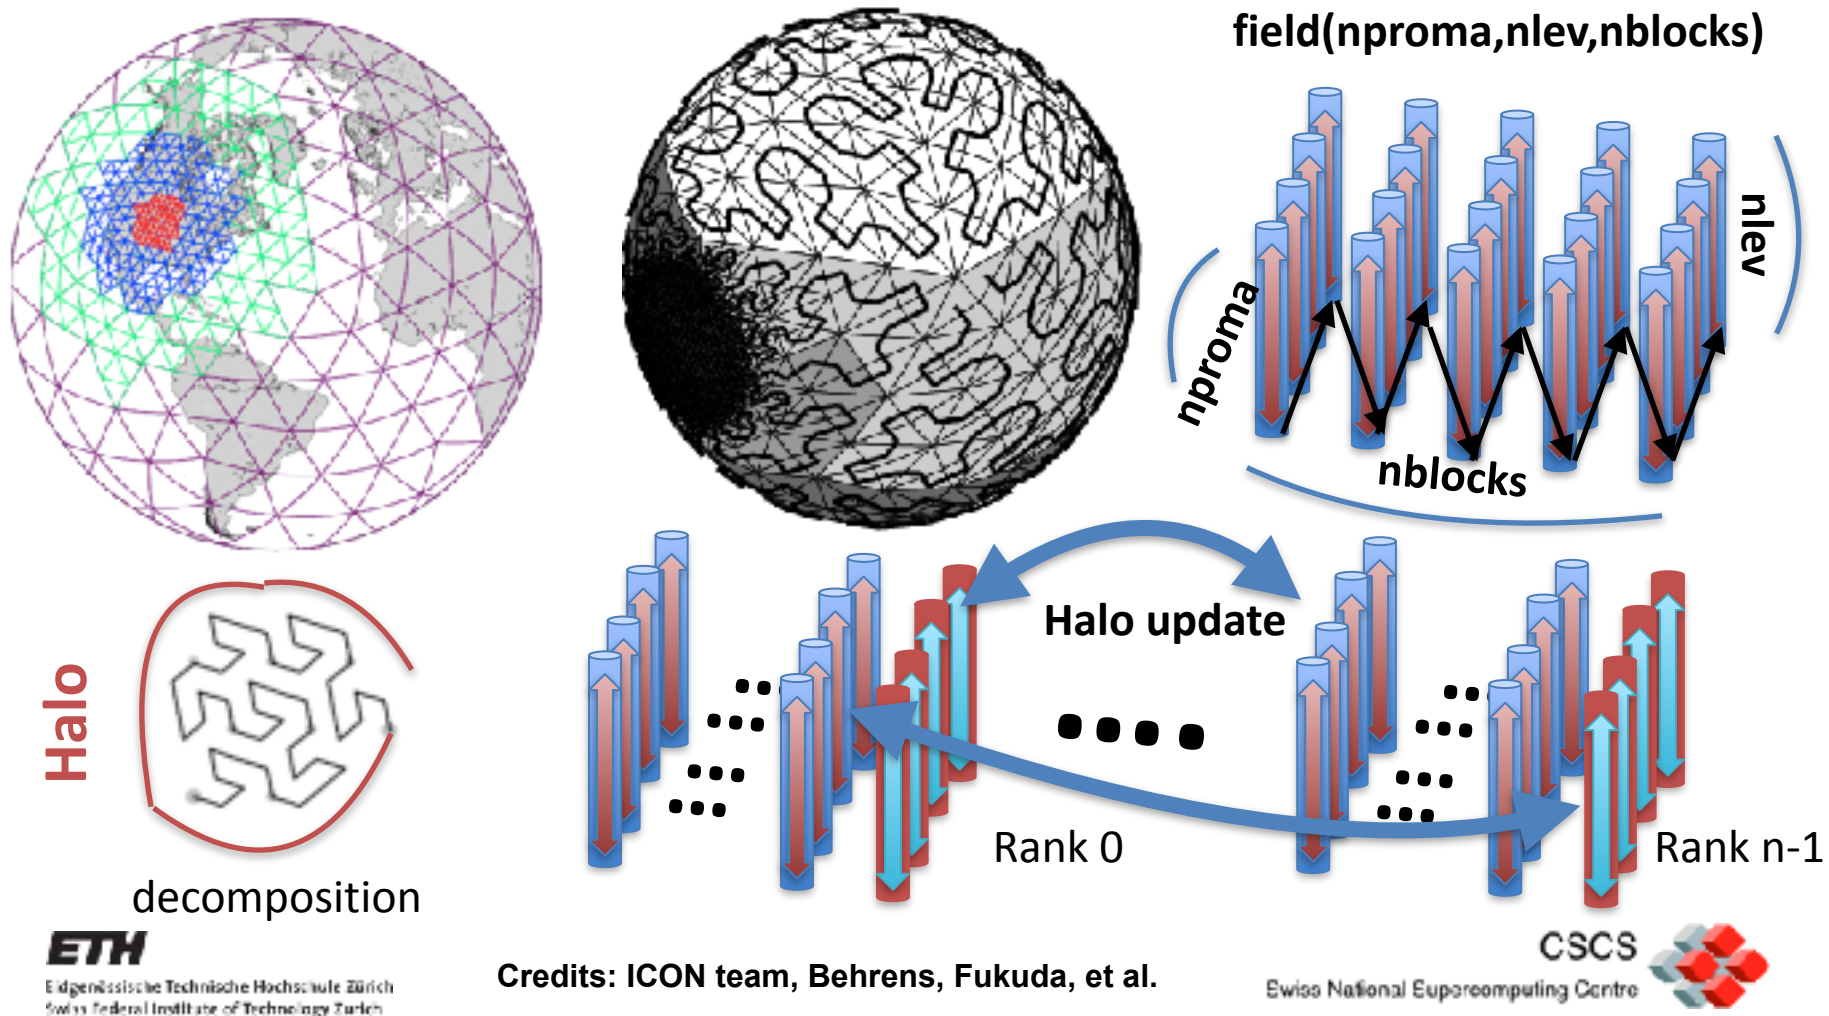 field(nproma,nlev,nblocks)
nlev
nproma
nblocks
Halo update
Halo
Rank 0
Rank n-1
decomposition
ETH
Eidgenössische Technische Hochschule Zürich
Swiss Federal Institute of Technology Zurich
Credits: ICON team, Behrens, Fukuda, et al.
CSCS
Swiss National Supercomputing Centre